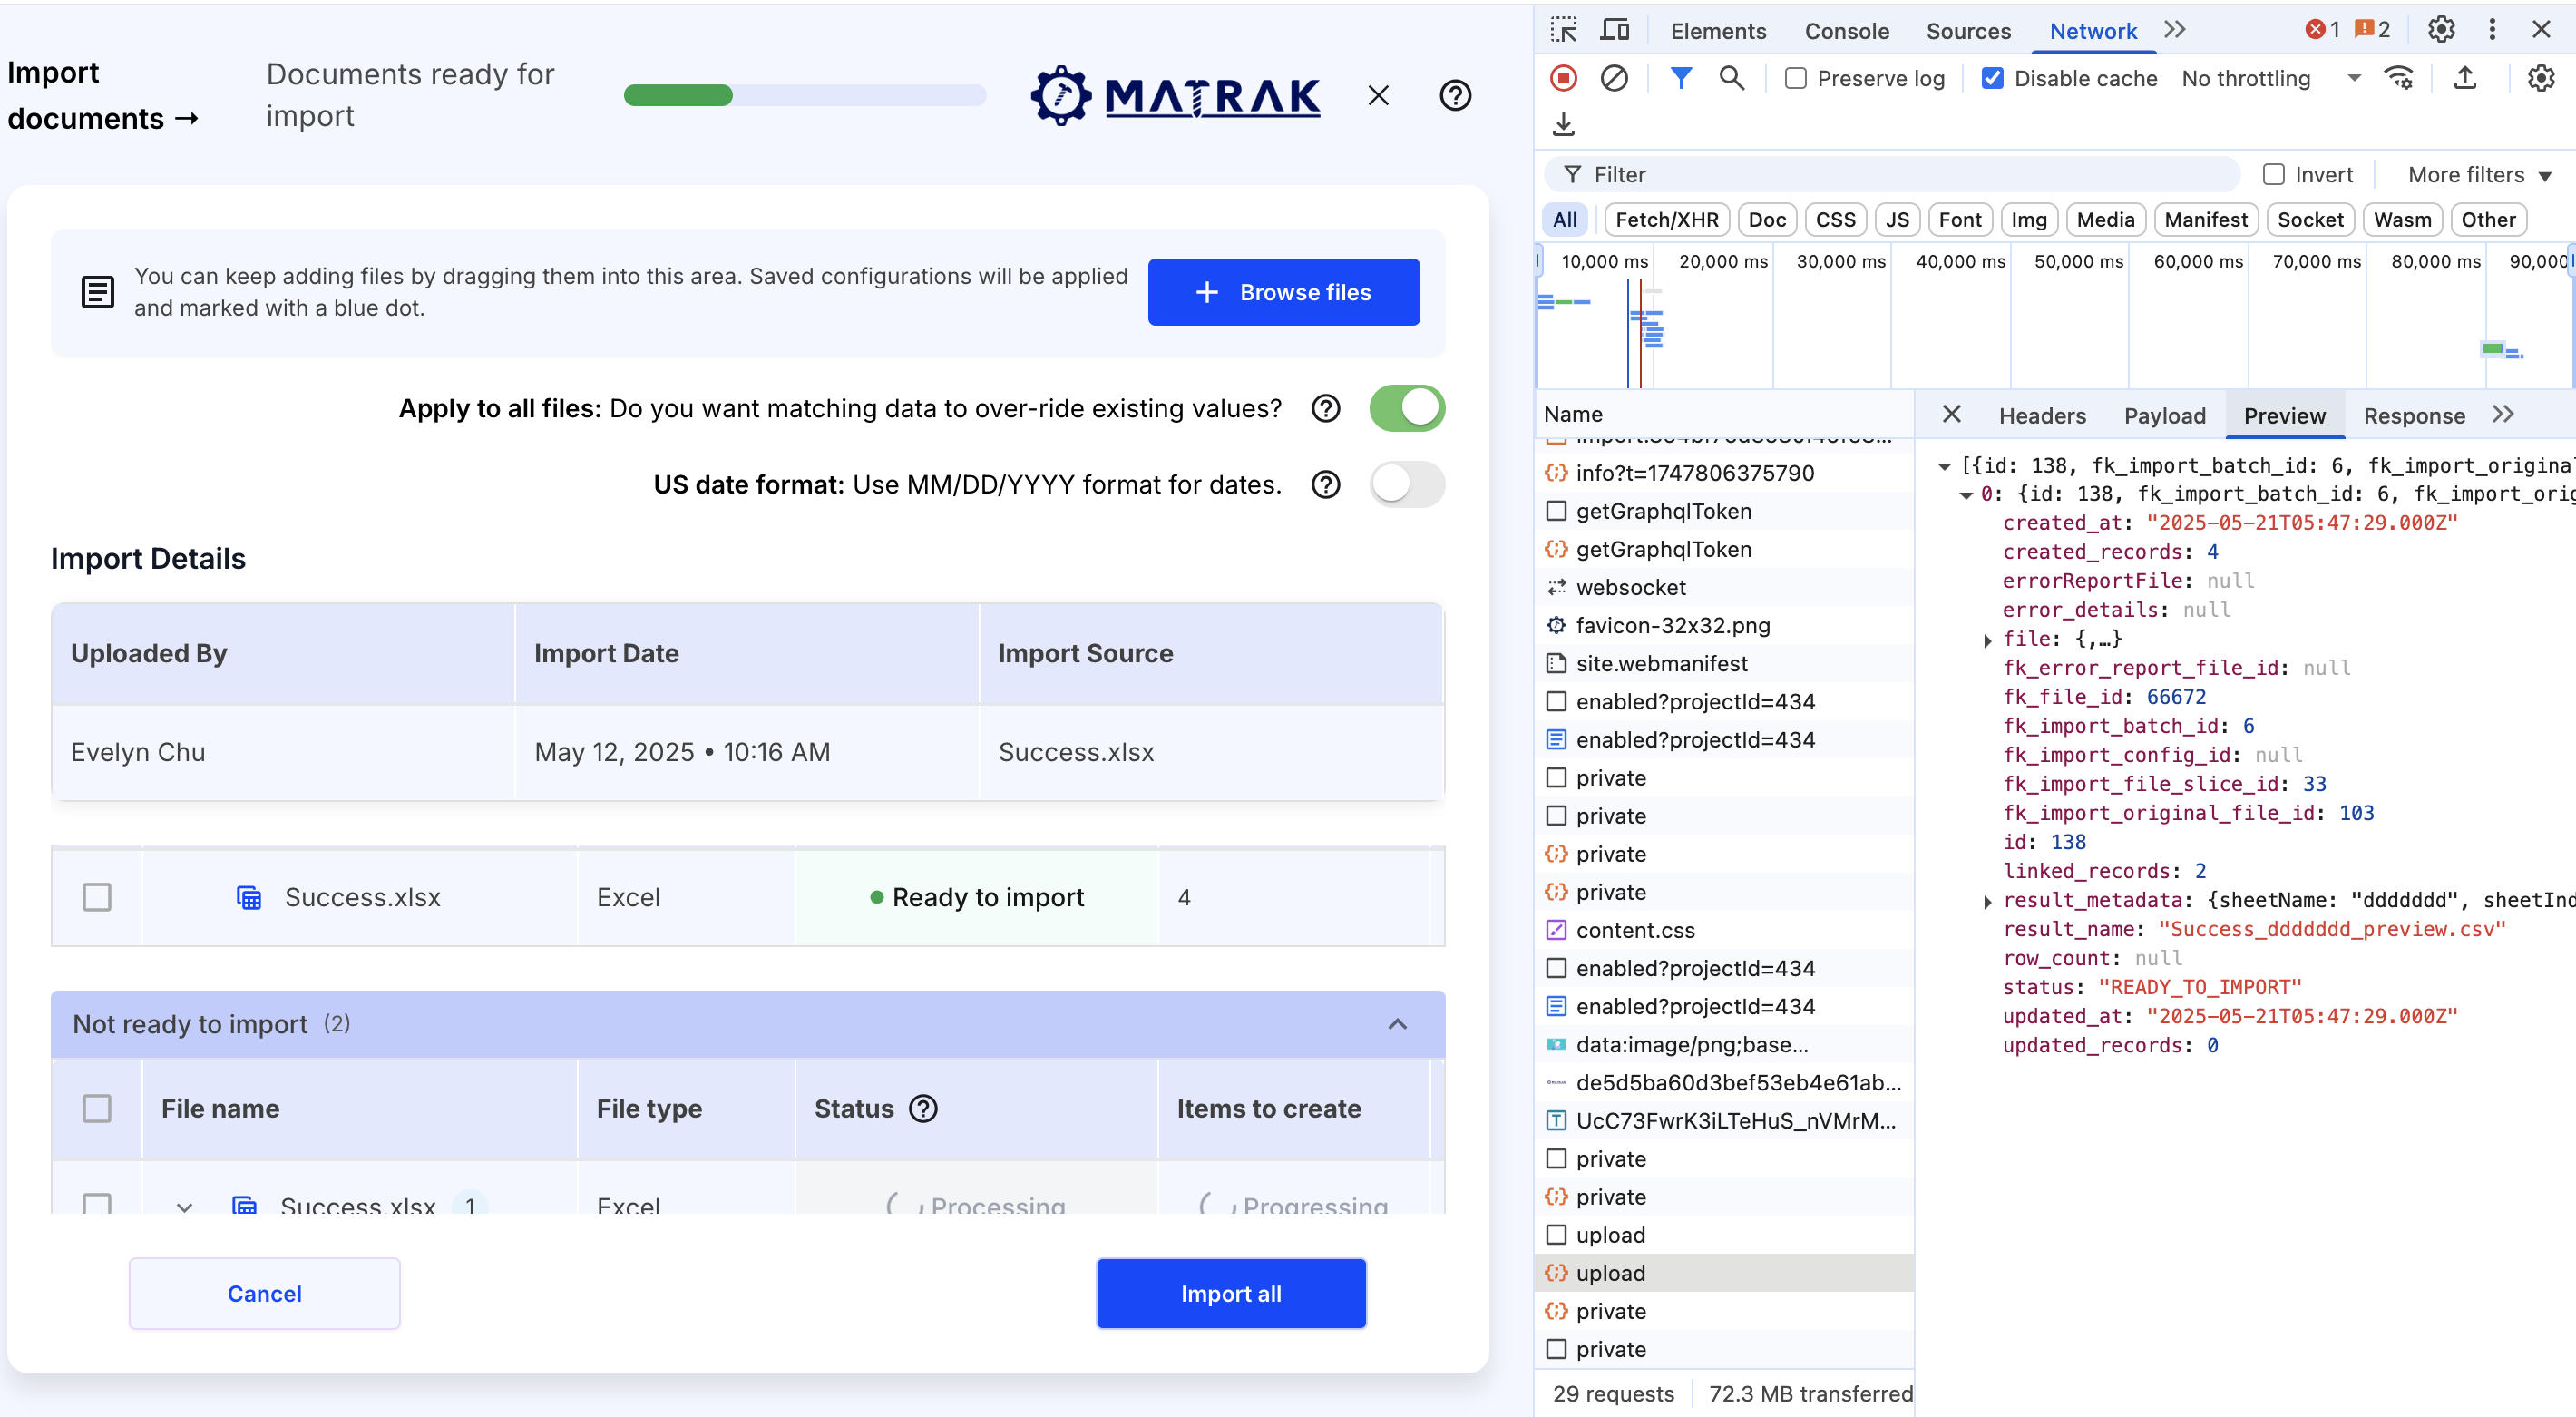 Import
documents →
Documents ready for
import
MATRAK
You can keep adding files by dragging them into this area. Saved configurations will be applied
and marked with a blue dot.
+ Browse files
Apply to all files: Do you want matching data to over-ride existing values?
US date format: Use MM/DD/YYYY format for dates.
Import Details
Uploaded By
Import Date
Import Source
Evelyn Chu
May 12, 2025 • 10:16 AM
Success.xlsx
Success.xlsx
Excel
Ready to import
4
Not ready to import (2)
File name
File type
Status
Items to create
Success.xlsx 1
Excel
Processing
Progressing
Cancel
Import all
Elements
Console
Sources
Network
1
2
Preserve log
Disable cache
No throttling
Filter
Invert
More filters
All
Fetch/XHR
Doc
CSS
JS
Font
Img
Media
Manifest
Socket
Wasm
Other
10,000 ms
20,000 ms
30,000 ms
40,000 ms
50,000 ms
60,000 ms
70,000 ms
80,000 ms
90,000
Name
info?t=1747806375790
getGraphqlToken
getGraphqlToken
websocket
favicon-32x32.png
site.webmanifest
enabled?projectId=434
enabled?projectId=434
private
private
private
private
content.css
enabled?projectId=434
enabled?projectId=434
data:image/png;base...
de5d5ba60d3bef53eb4e61ab...
UcC73FwrK3iLTeHuS_nVMrM...
private
private
upload
upload
private
private
29 requests
72.3 MB transferred
Headers
Payload
Preview
Response
[{id: 138, fk_import_batch_id: 6, fk_import_original
0: {id: 138, fk_import_batch_id: 6, fk_import_orig
created_at: "2025-05-21T05:47:29.000Z"
created_records: 4
errorReportFile: null
error_details: null
file: {,…}
fk_error_report_file_id: null
fk_file_id: 66672
fk_import_batch_id: 6
fk_import_config_id: null
fk_import_file_slice_id: 33
fk_import_original_file_id: 103
id: 138
linked_records: 2
result_metadata: {sheetName: "ddddddd", sheetInd
result_name: "Success_ddddddd_preview.csv"
row_count: null
status: "READY_TO_IMPORT"
updated_at: "2025-05-21T05:47:29.000Z"
updated_records: 0